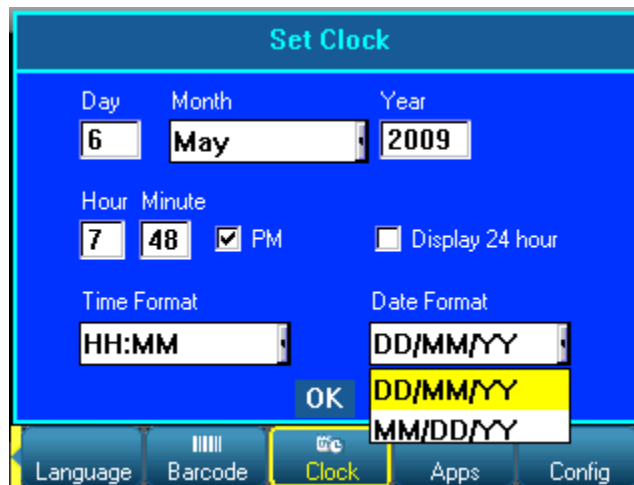 Set Clock
Day Month Year
6 May 2009
Hour Minute
7 48 PM Display 24 hour
Time Format Date Format
HH:MM DD/MM/YY
OK DD/MM/YY
MM/DD/YY
Language Barcode Clock Apps Config